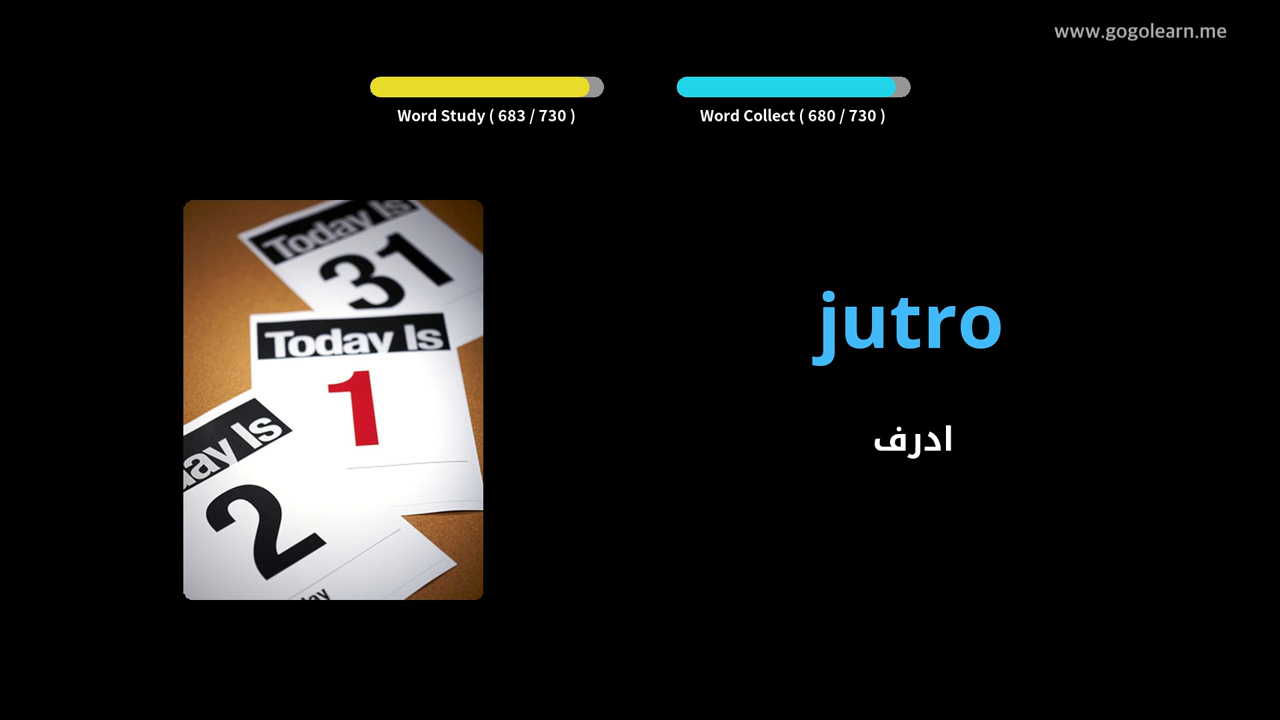 www.gogolearn.me
Word Study ( 683 / 730 )
Word Collect ( 680 / 730 )
Today Is
31
Today Is
1
ay Is
2
jutro
ادرف